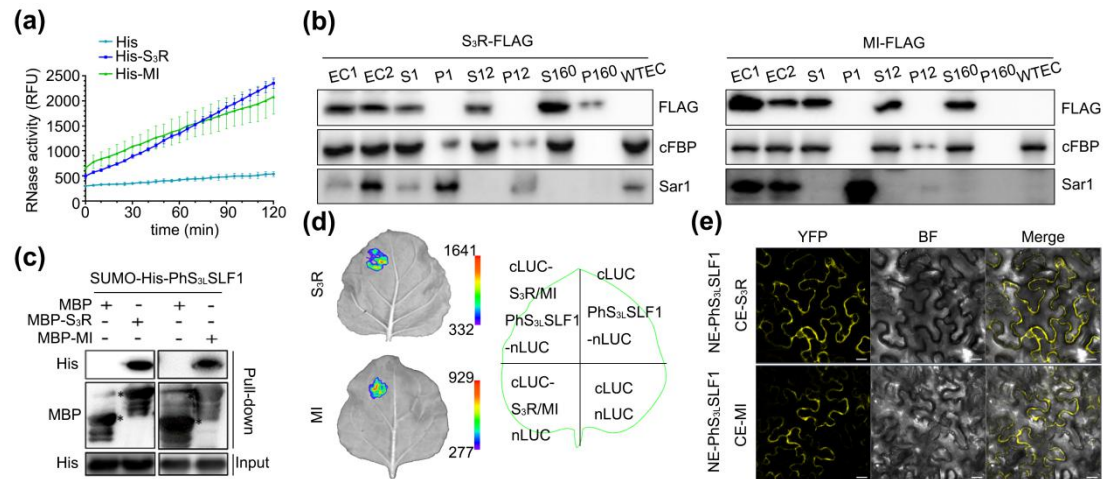 (a)
His
His-S₃R
His-MI
RNase activity (RFU)
2500
2000
1500
1000
500
0
0 30 60 90 120
time (min)
(b)
S₃R-FLAG
EC1 EC2 S1 P1 S12 P12 S160 P160 WTEC
FLAG
cFBP
Sar1
MI-FLAG
EC1 EC2 S1 P1 S12 P12 S160 P160 WTEC
FLAG
cFBP
Sar1
(c)
SUMO-His-PhS₃LSLF1
MBP + - + -
MBP-S₃R - + - -
MBP-MI - - - +
His
MBP
* * *
Pull-down
His
Input
(d)
S₃R
1641
332
MI
929
277
cLUC-
S₃R/MI
PhS₃LSLF1
-nLUC
cLUC
PhS₃LSLF1
-nLUC
cLUC-
S₃R/MI
nLUC
cLUC
nLUC
(e)
YFP BF Merge
NE-PhS₃LSLF1
CE-S₃R
NE-PhS₃LSLF1
CE-MI